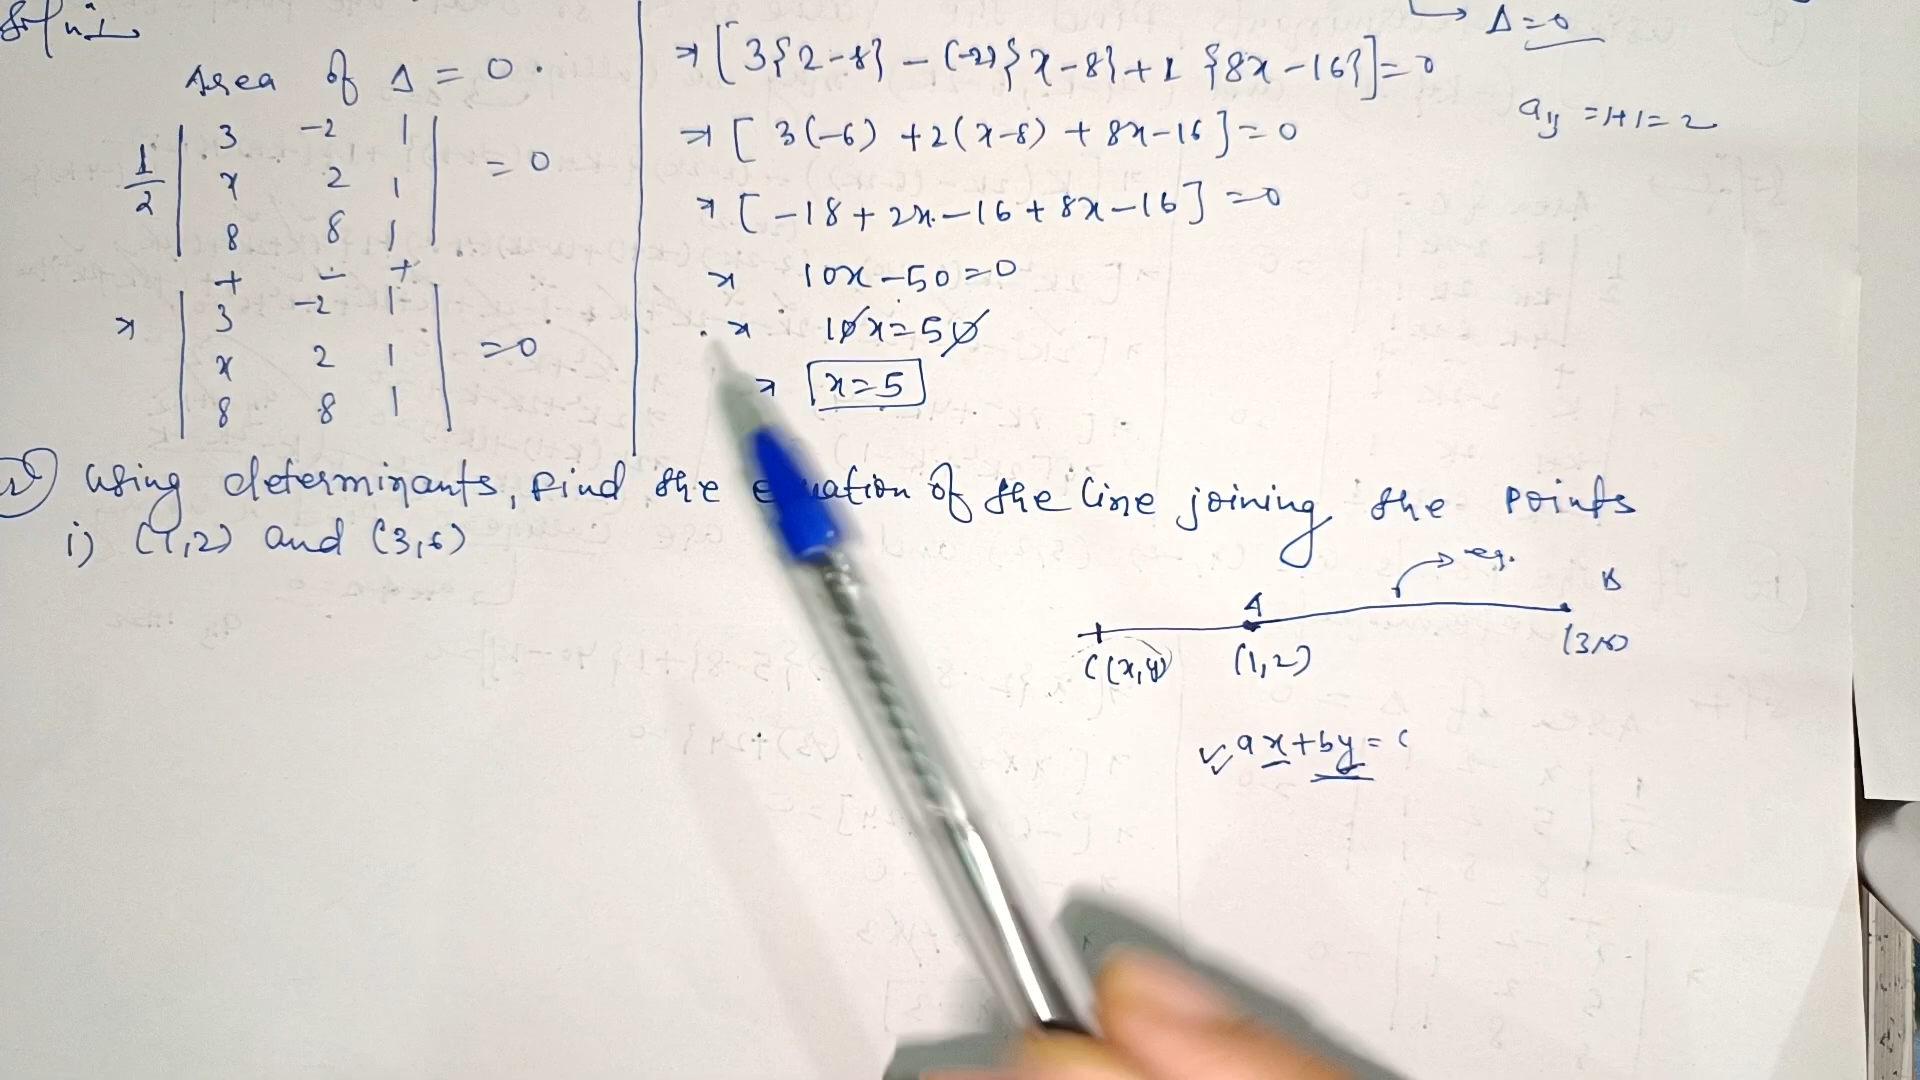 Area of Δ = 0.
1/2 | 3 -2 1 |
| x 2 1 | = 0
| 8 8 1 |
+ - +
⇒ | 3 -2 1 |
| x 2 1 | = 0
| 8 8 1 |
⇒ [3{2-8} - (-2){x-8} + 1{8x-16}] = 0
⇒ [3(-6) + 2(x-8) + 8x-16] = 0
⇒ [-18 + 2x - 16 + 8x - 16] = 0
⇒ 10x - 50 = 0
⇒ 10x = 50
⇒ x = 5
→ Δ = 0
= 1+1 = 2
Using determinants, find the equation of the line joining the points
i) (1,2) and (3,6)
→ eq.
A B
C(x,y) (1,2) (3,6)
ax + by = c